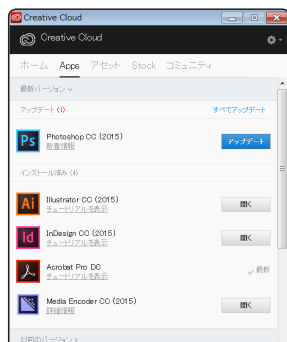 Creative Cloud
Creative Cloud
ホーム Apps アセット Stock コミュニティ
最新バージョン
アップデート (1) すべてアップデート
Ps Photoshop CC (2015) アップデート
新着情報
インストール済み (4)
Ai Illustrator CC (2015) 開く
チュートリアルを表示
Id InDesign CC (2015) 開く
チュートリアルを表示
Acrobat Pro DC 最新
チュートリアルを表示
Media Encoder CC (2015) 開く
詳細情報
以前のバージョン >